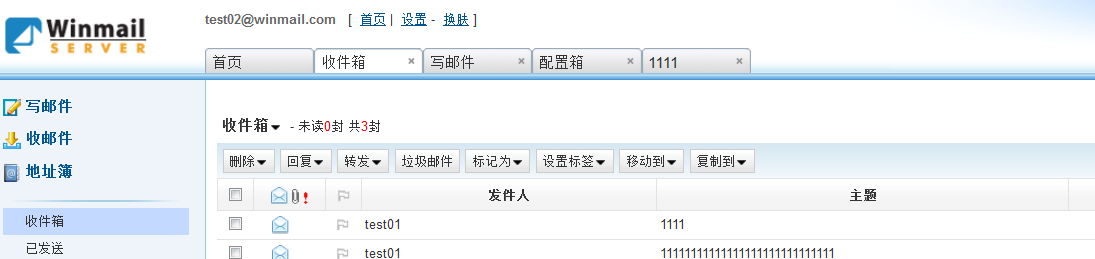 Winmail
SERVER
test02@winmail.com [ 首页 | 设置 - 换肤 ]
首页 收件箱 × 写邮件 × 配置箱 × 1111 ×
写邮件
收邮件
地址簿
收件箱
已发送
收件箱 - 未读0封 共3封
删除 回复 转发 垃圾邮件 标记为 设置标签 移动到 复制到
发件人 主题
test01 1111
test01 11111111111111111111111111111